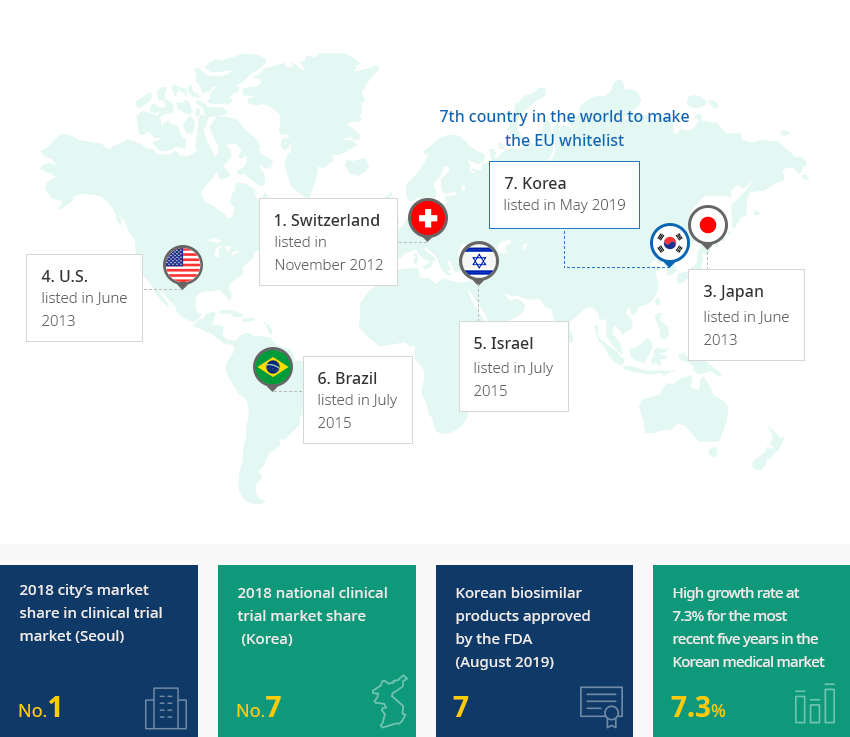 7th country in the world to make
the EU whitelist
7. Korea
listed in May 2019
1. Switzerland
listed in
November 2012
4. U.S.
listed in June
2013
3. Japan
listed in June
2013
5. Israel
listed in July
2015
6. Brazil
listed in July
2015
2018 city’s market
share in clinical trial
market (Seoul)
No.1
2018 national clinical
trial market share
(Korea)
No.7
Korean biosimilar
products approved
by the FDA
(August 2019)
7
High growth rate at
7.3% for the most
recent five years in the
Korean medical market
7.3%